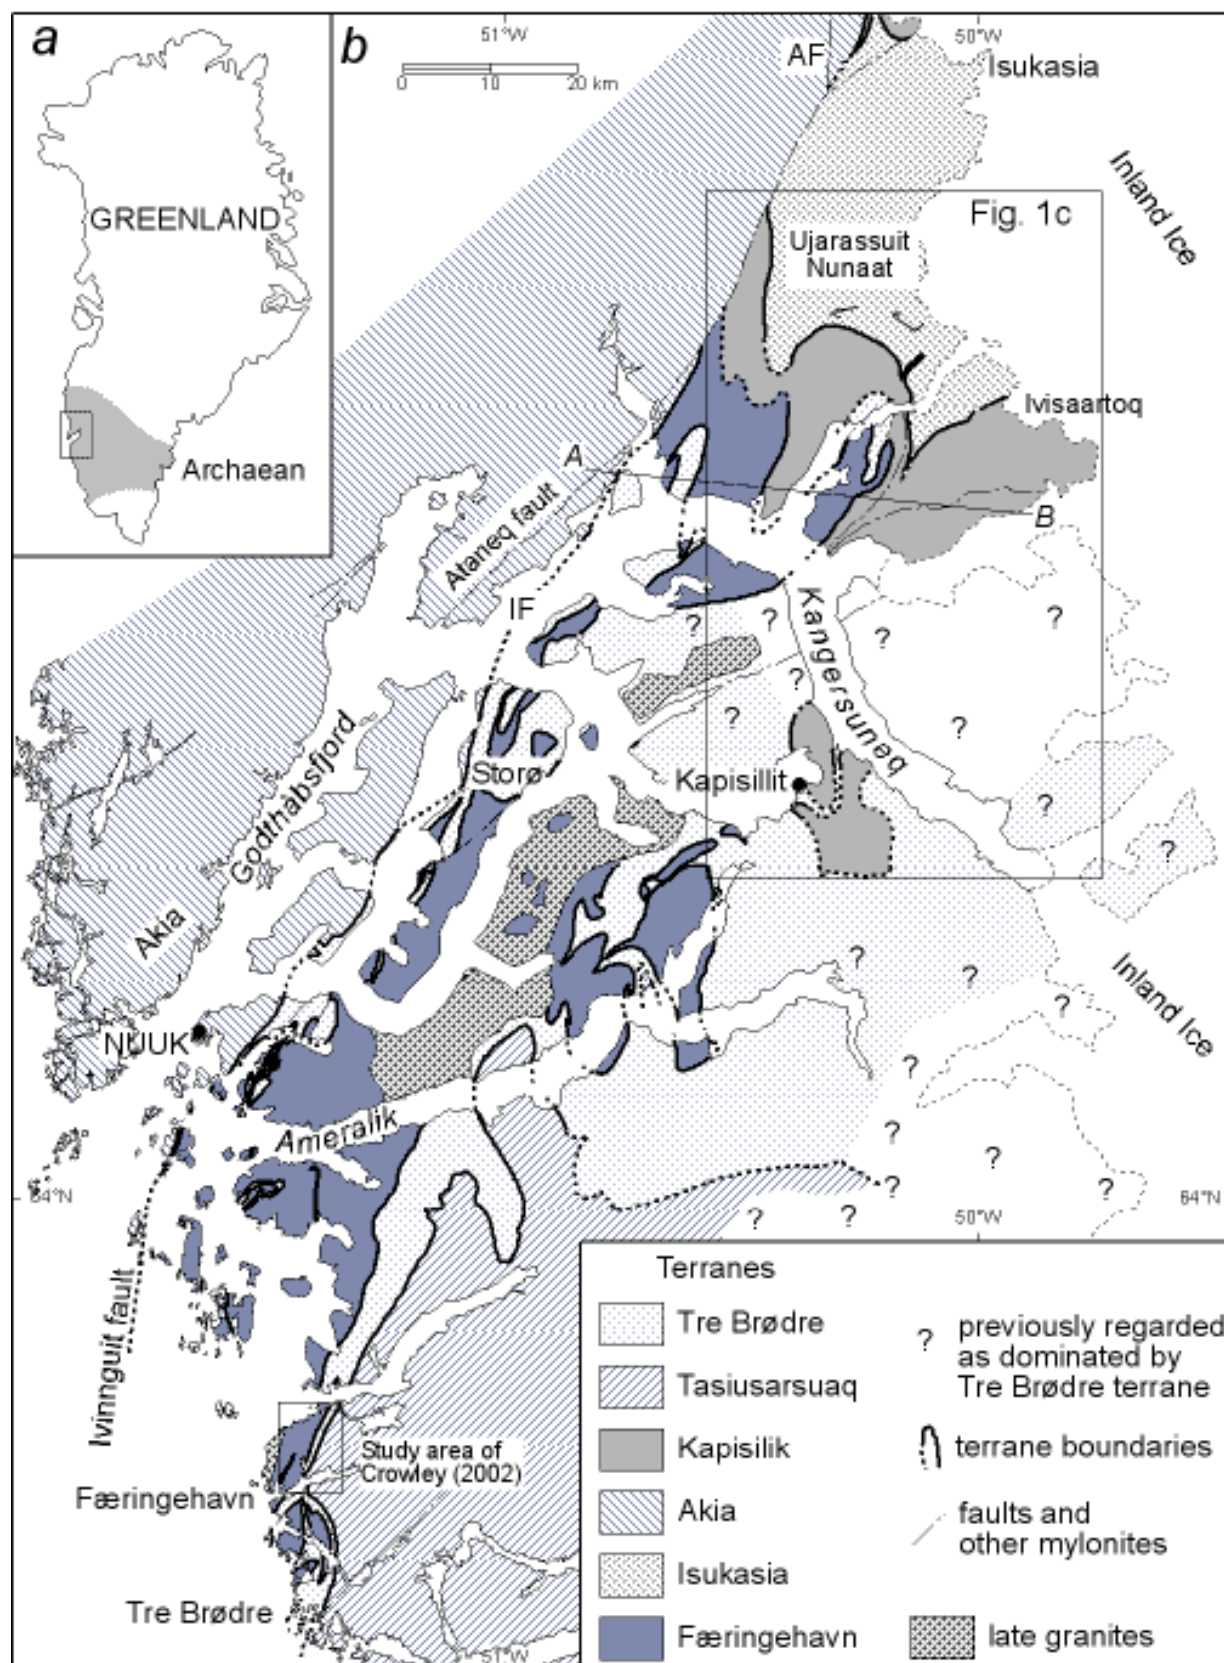 a
GREENLAND
Archaean
b
51°W
0 10 20 km
AF
50°W
Isukasia
Inland Ice
Fig. 1c
Ujarassuit
Nunaat
Ivisaartoq
A
B
Ataneq fault
IF
Kangersuneq
?
?
?
?
?
?
?
?
?
Storø
Kapisillit
Godthabsfjord
Akia
NUUK
Ameralik
Inland Ice
?
?
?
?
?
?
?
?
?
?
64°N
64°N
50°W
Ivinnguit fault
Study area of
Crowley (2002)
Færingehavn
Tre Brødre
51°W
Terranes
Tre Brødre
Tasiusarsuaq
Kapisilik
Akia
Isukasia
Færingehavn
? previously regarded
as dominated by
Tre Brødre terrane
terrane boundaries
faults and
other mylonites
late granites